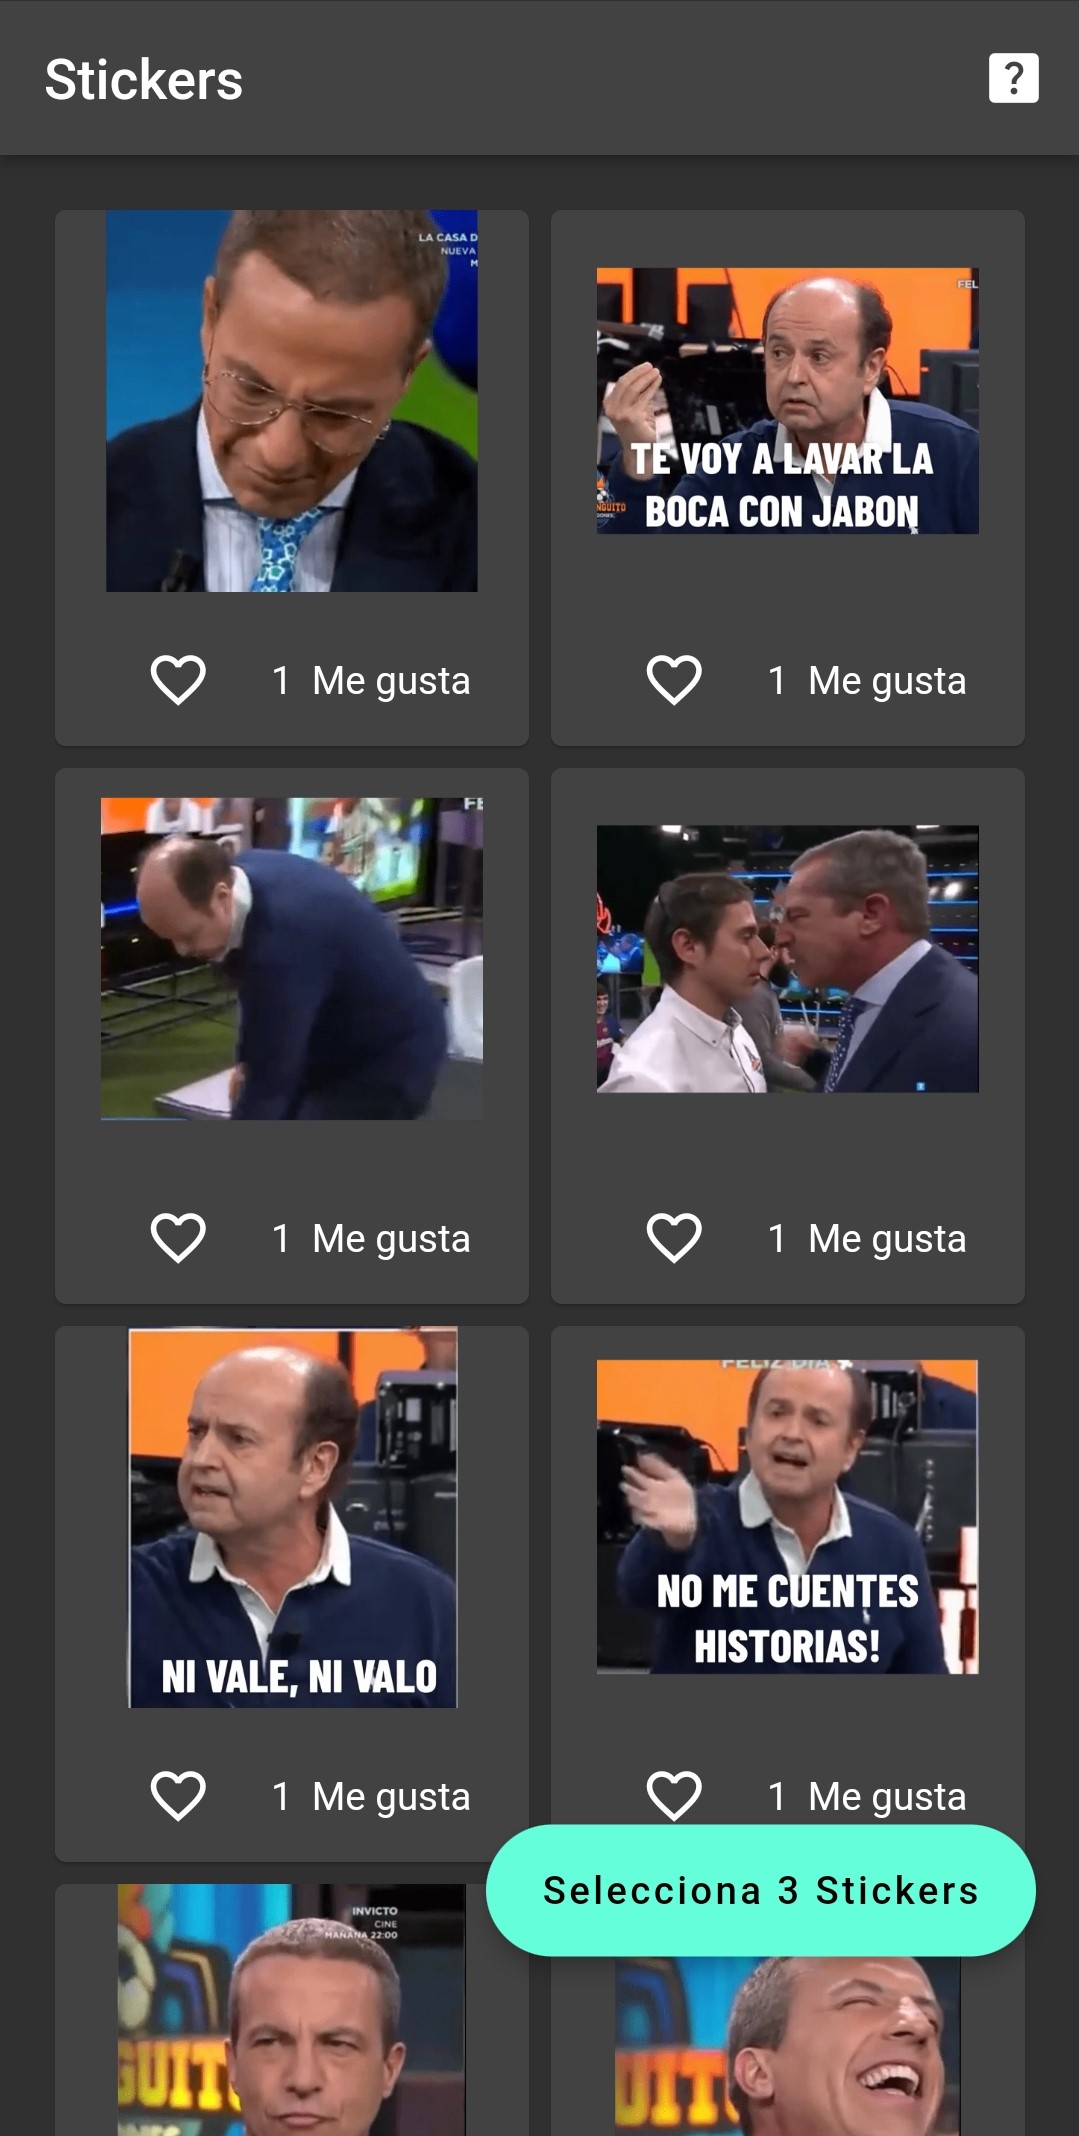 Stickers
?
LA CASA D
NUEVA
M
FEL
TE VOY A LAVAR LA
BOCA CON JABON
NGUITO
1 Me gusta
1 Me gusta
FE
1 Me gusta
1 Me gusta
NI VALE, NI VALO
FELIZ DIA
NO ME CUENTES
HISTORIAS!
1 Me gusta
1 Me gusta
Selecciona 3 Stickers
INVICTO
CINE
MAÑANA 22:00
GUIT
UIT